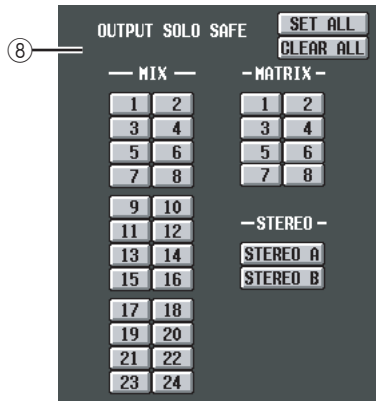 OUTPUT SOLO SAFE SET ALL
CLEAR ALL
⑧
MIX
1 2
3 4
5 6
7 8
9 10
11 12
13 14
15 16
17 18
19 20
21 22
23 24
MATRIX
1 2
3 4
5 6
7 8
STEREO
STEREO A
STEREO B